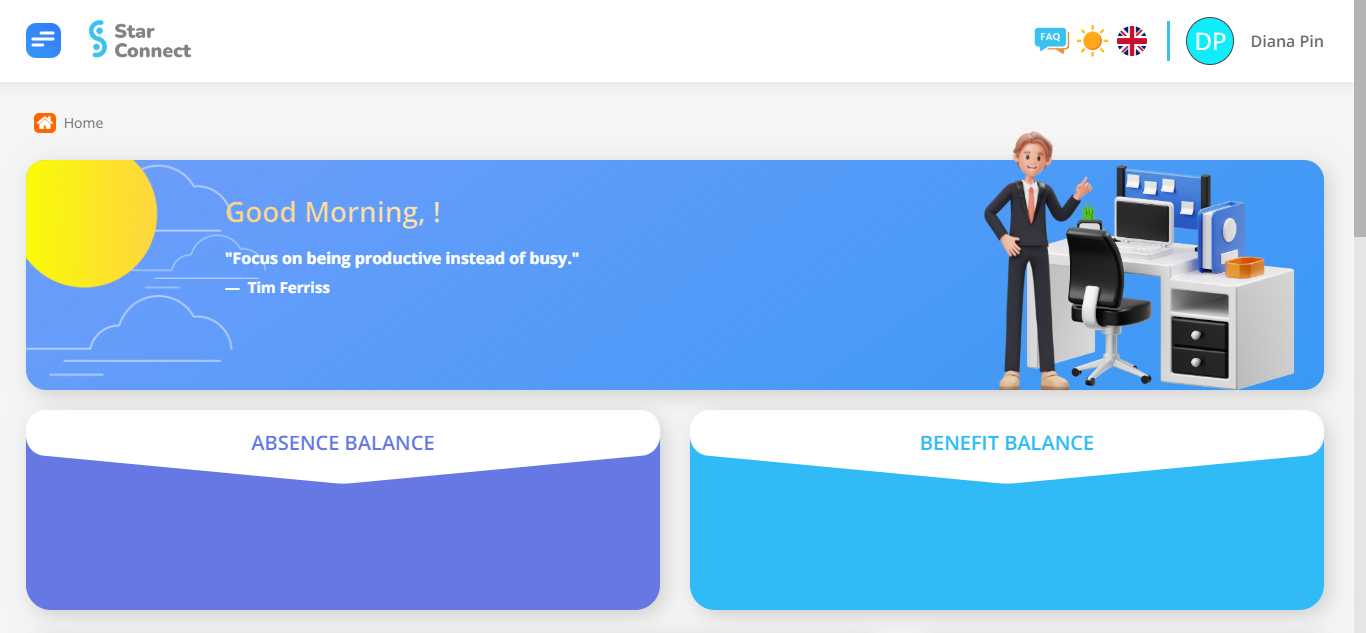 Star
Connect
FAQ
DP
Diana Pin
Home
Good Morning, !
"Focus on being productive instead of busy."
— Tim Ferriss
ABSENCE BALANCE
BENEFIT BALANCE